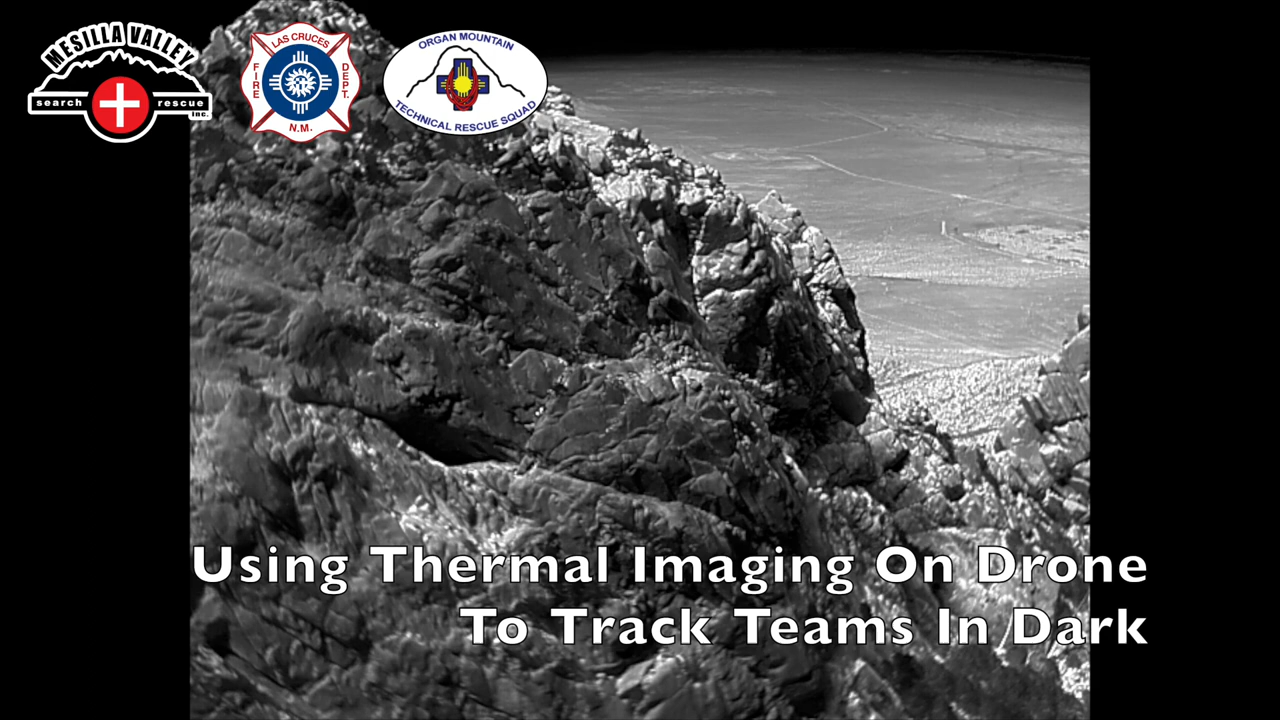 MESILLA VALLEY
search rescue
inc.
LAS CRUCES
FIRE DEPT.
N.M.
ORGAN MOUNTAIN
TECHNICAL RESCUE SQUAD
Using Thermal Imaging On Drone
To Track Teams In Dark